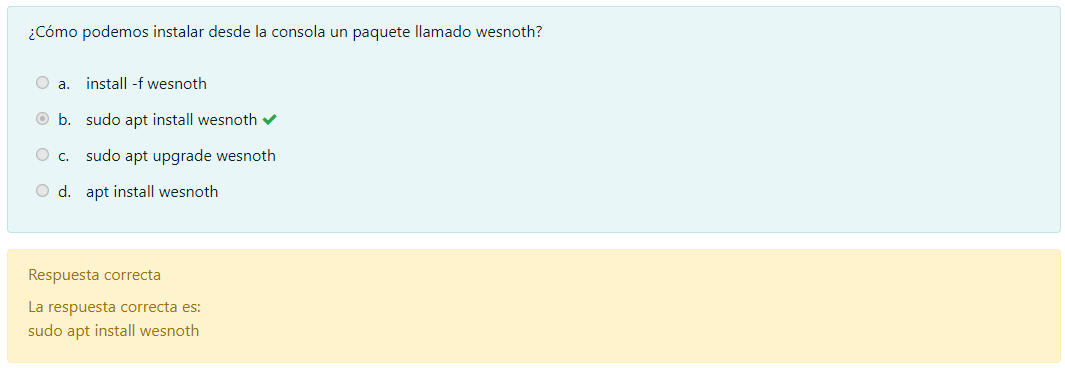 ¿Cómo podemos instalar desde la consola un paquete llamado wesnoth?
a. install -f wesnoth
b. sudo apt install wesnoth
c. sudo apt upgrade wesnoth
d. apt install wesnoth
Respuesta correcta
La respuesta correcta es:
sudo apt install wesnoth